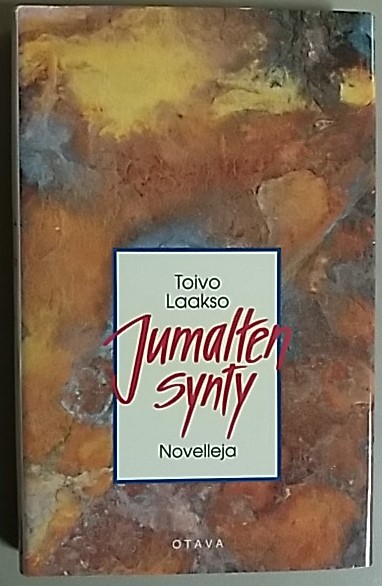 Toivo
Laakso
Jumalten
synty
Novelleja
OTAVA